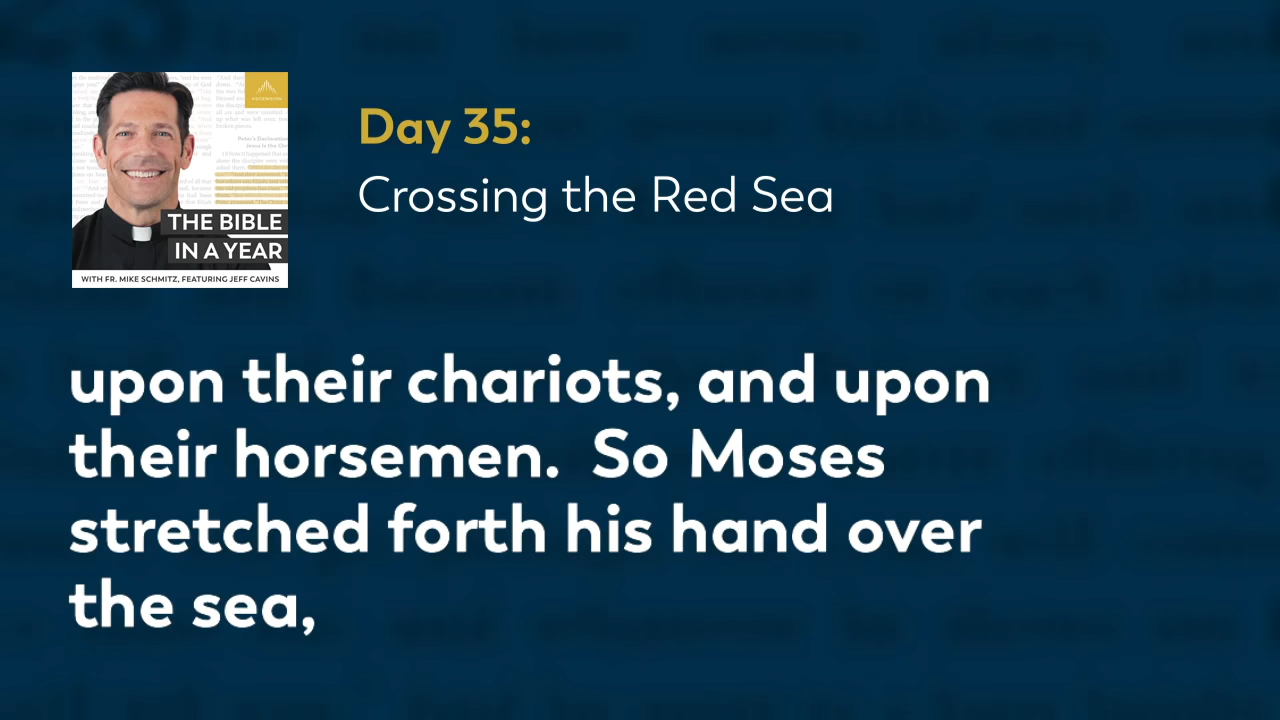 Day 35:
Crossing the Red Sea
THE BIBLE
IN A YEAR
WITH FR. MIKE SCHMITZ, FEATURING JEFF CAVINS
upon their chariots, and upon
their horsemen.  So Moses
stretched forth his hand over
the sea,